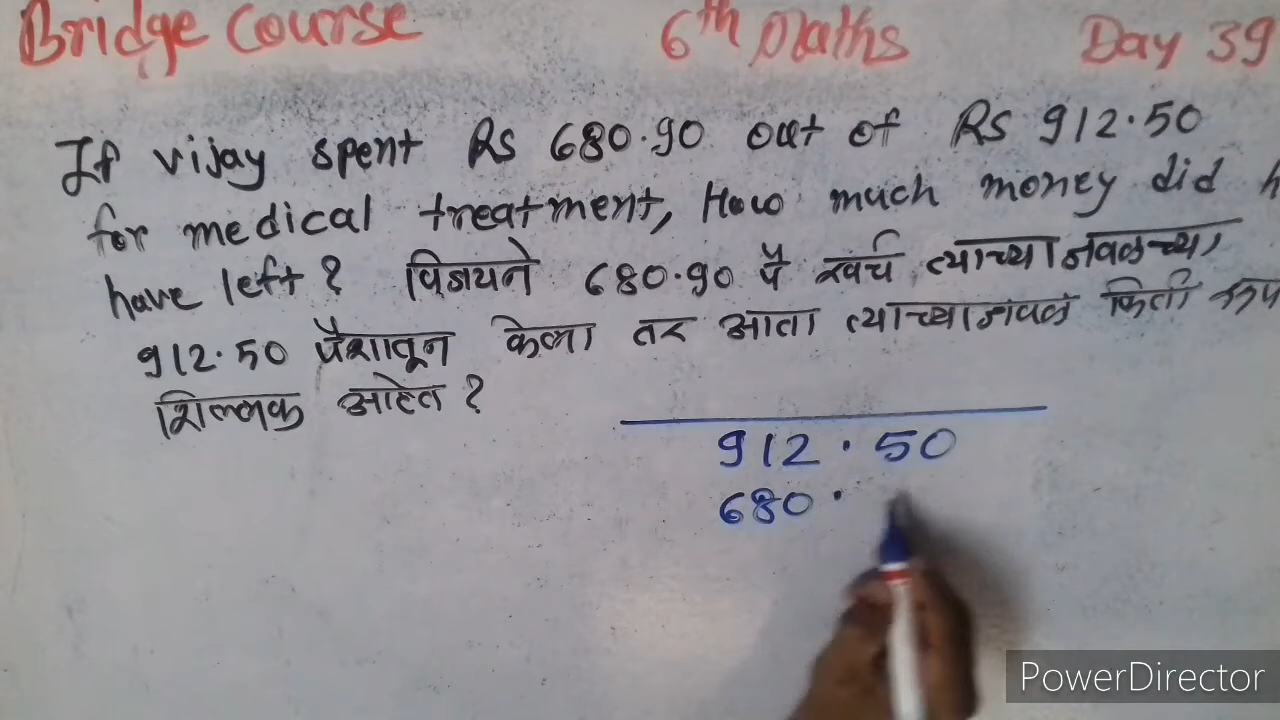 Bridge Course 6th Maths Day 39
If vijay spent Rs 680.90 out of Rs 912.50
for medical treatment, How much money did h
have left? विजयने 680.90 पै खर्च त्याच्याजवळच्या
912.50 पैशातून केला तर आता त्याच्याजवळ किती रूप
शिल्लक आहेत?
912.50
680.
PowerDirector